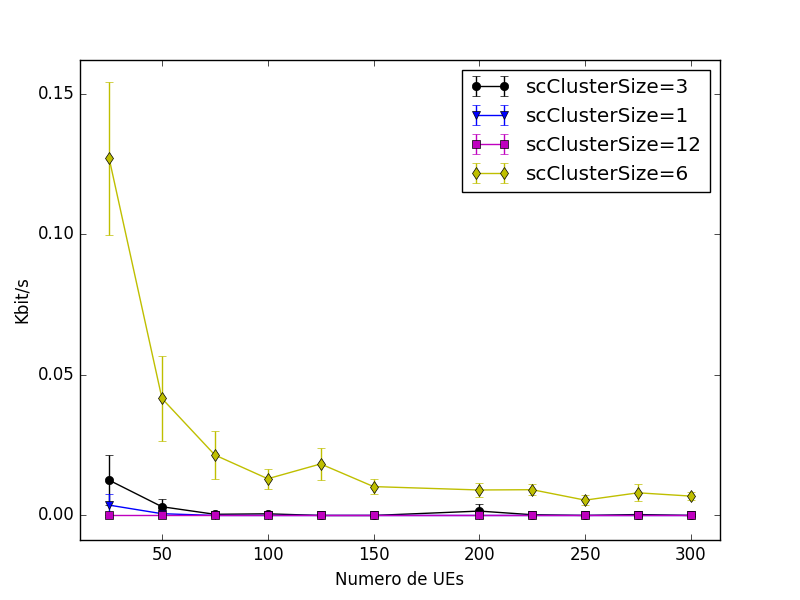 scClusterSize=3
scClusterSize=1
scClusterSize=12
scClusterSize=6
Kbit/s
0.15
0.10
0.05
0.00
50 100 150 200 250 300
Numero de UEs